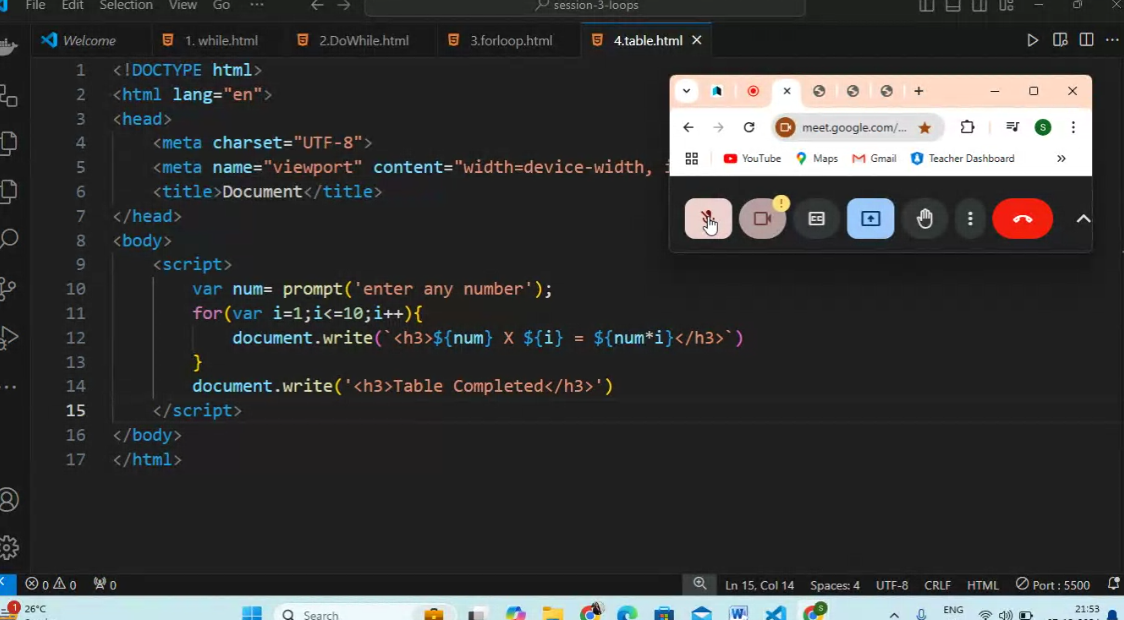 File Edit Selection View Go ··· session-3-loops
Welcome 1. while.html 2.DoWhile.html 3.forloop.html 4.table.html
1 <!DOCTYPE html>
2 <html lang="en">
3 <head>
4 <meta charset="UTF-8">
5 <meta name="viewport" content="width=device-width, i
6 <title>Document</title>
7 </head>
8 <body>
9 <script>
10 var num= prompt('enter any number');
11 for(var i=1;i<=10;i++){
12 document.write(`<h3>${num} X ${i} = ${num*i}</h3>`)
13 }
14 document.write('<h3>Table Completed</h3>')
15 </script>
16 </body>
17 </html>
meet.google.com/... S
YouTube Maps Gmail Teacher Dashboard »
0 0 0 Ln 15, Col 14 Spaces: 4 UTF-8 CRLF HTML Port : 5500
1 26°C Search S ENG 21:53